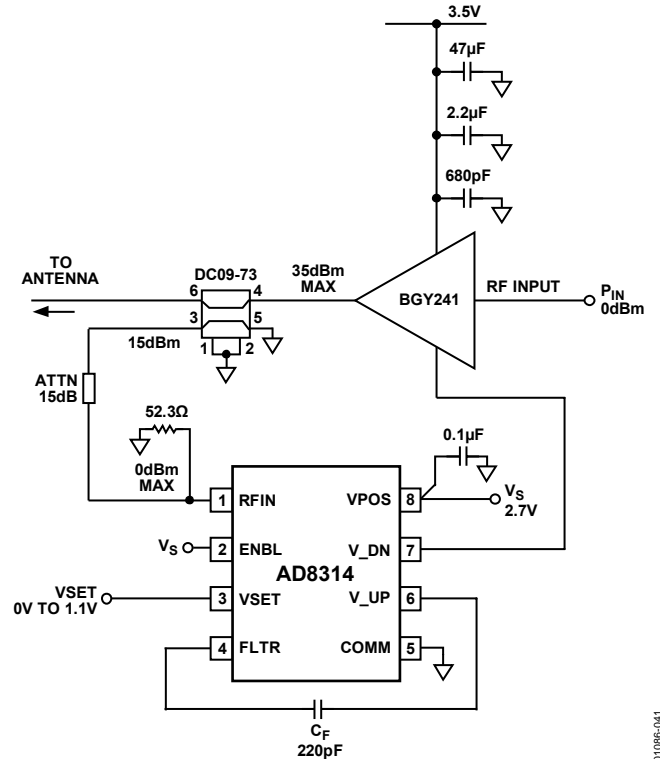 3.5V
47µF
2.2µF
680pF
TO
ANTENNA
DC09-73
35dBm
MAX
BGY241
RF INPUT
PIN
0dBm
6
4
3
5
15dBm
1
2
ATTN
15dB
52.3Ω
0dBm
MAX
0.1µF
VS
2.7V
1
RFIN
VPOS
8
VS
2
ENBL
V_DN
7
AD8314
VSET
0V TO 1.1V
3
VSET
V_UP
6
4
FLTR
COMM
5
CF
220pF
01086-041